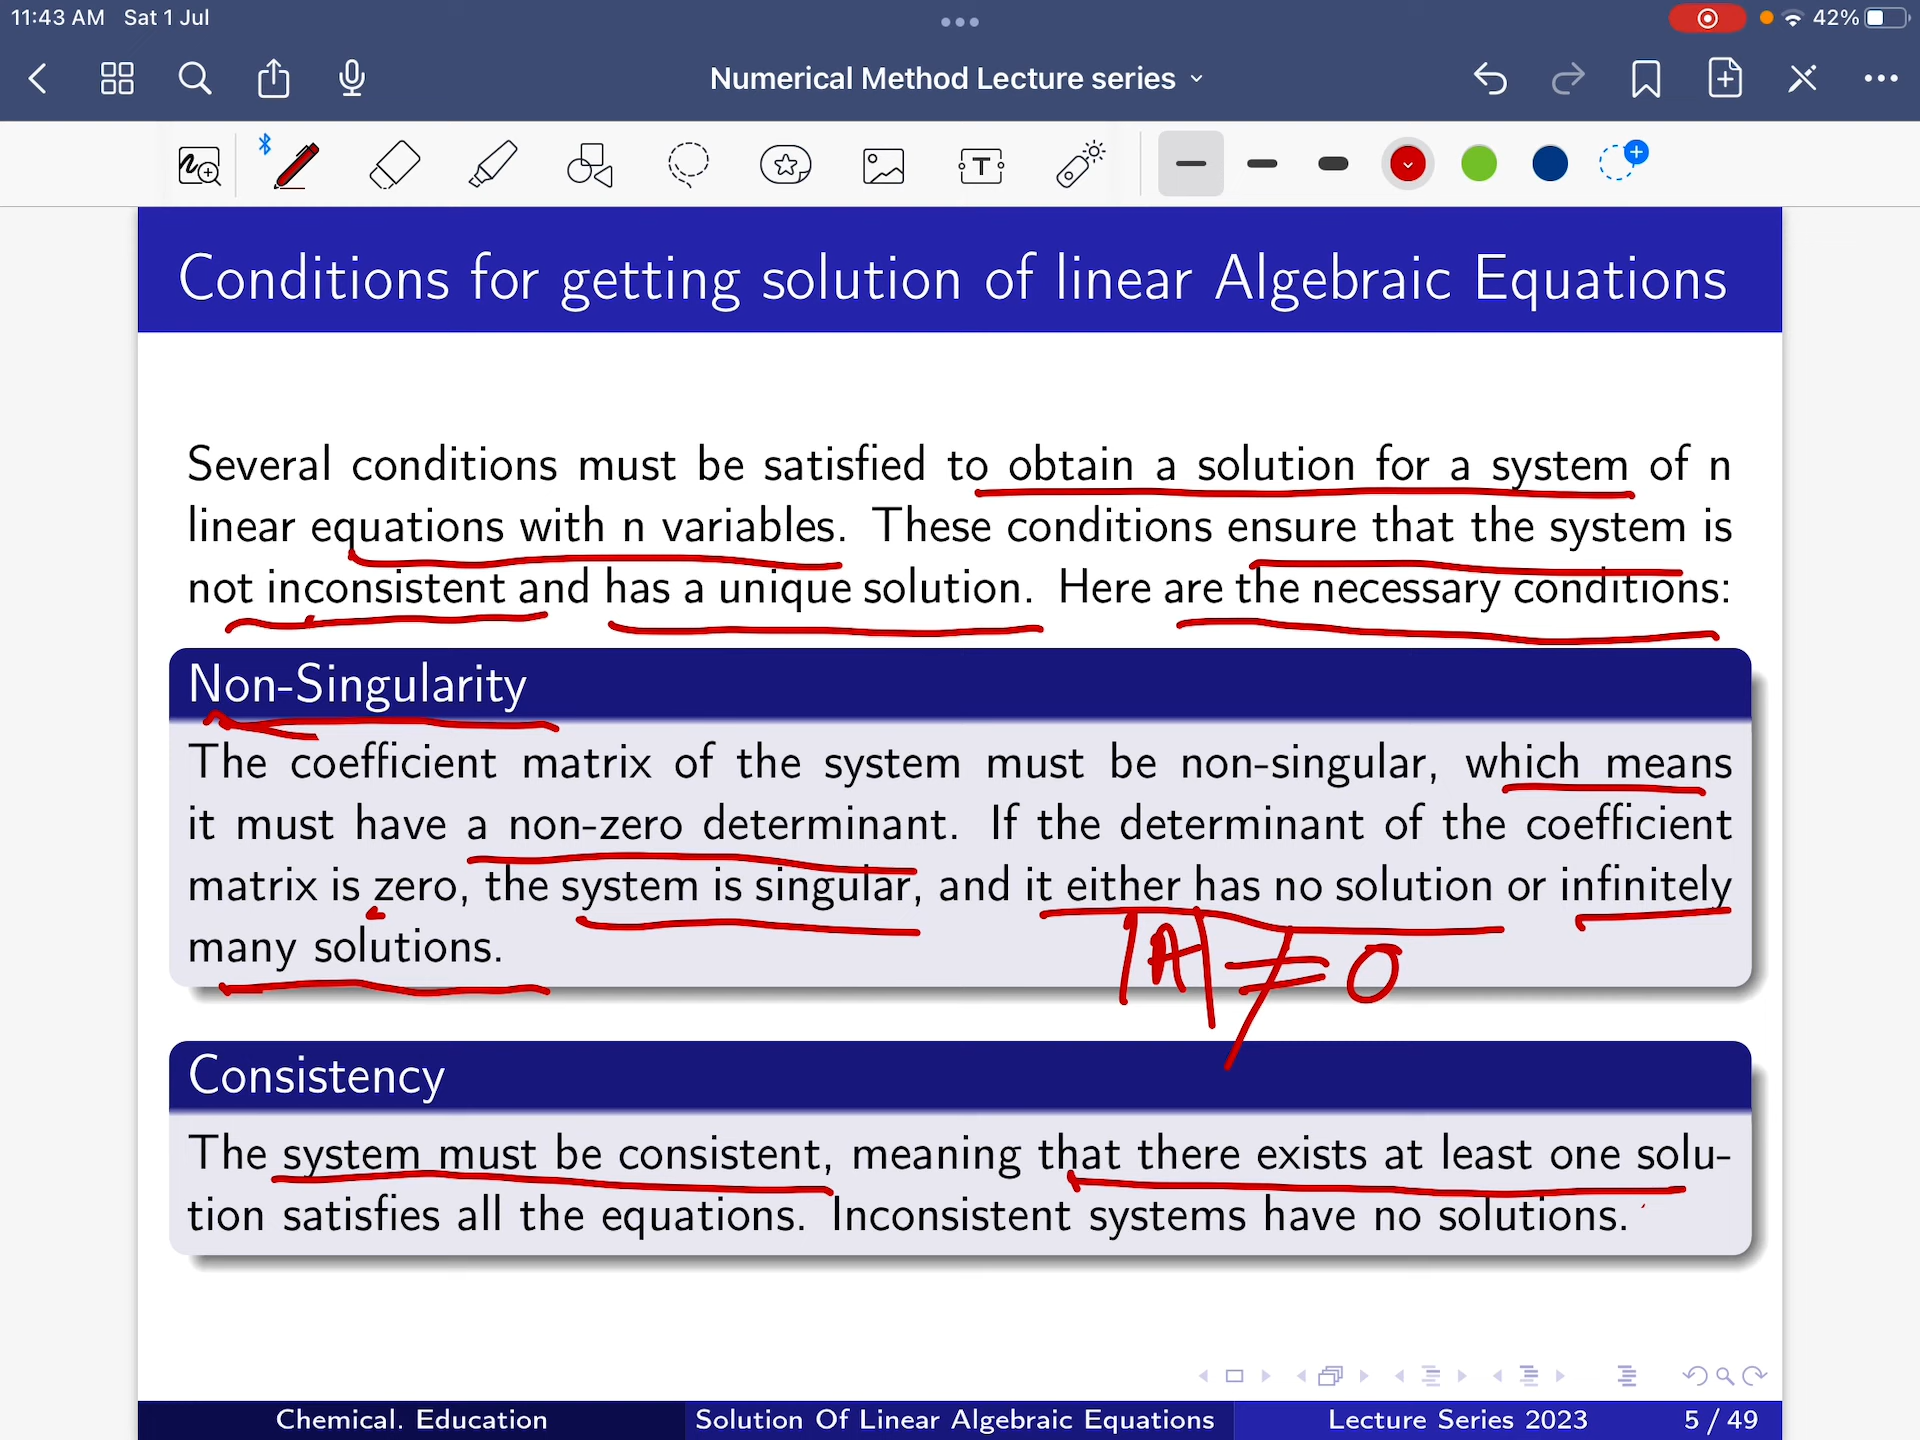 11:43 AM Sat 1 Jul
42%
Numerical Method Lecture series
T
Conditions for getting solution of linear Algebraic Equations
Several conditions must be satisfied to obtain a solution for a system of n
linear equations with n variables. These conditions ensure that the system is
not inconsistent and has a unique solution. Here are the necessary conditions:
Non-Singularity
The coefficient matrix of the system must be non-singular, which means
it must have a non-zero determinant. If the determinant of the coefficient
matrix is zero, the system is singular, and it either has no solution or infinitely
many solutions.
|A| ≠ 0
Consistency
The system must be consistent, meaning that there exists at least one solu-
tion satisfies all the equations. Inconsistent systems have no solutions.
Chemical. Education Solution Of Linear Algebraic Equations Lecture Series 2023 5 / 49